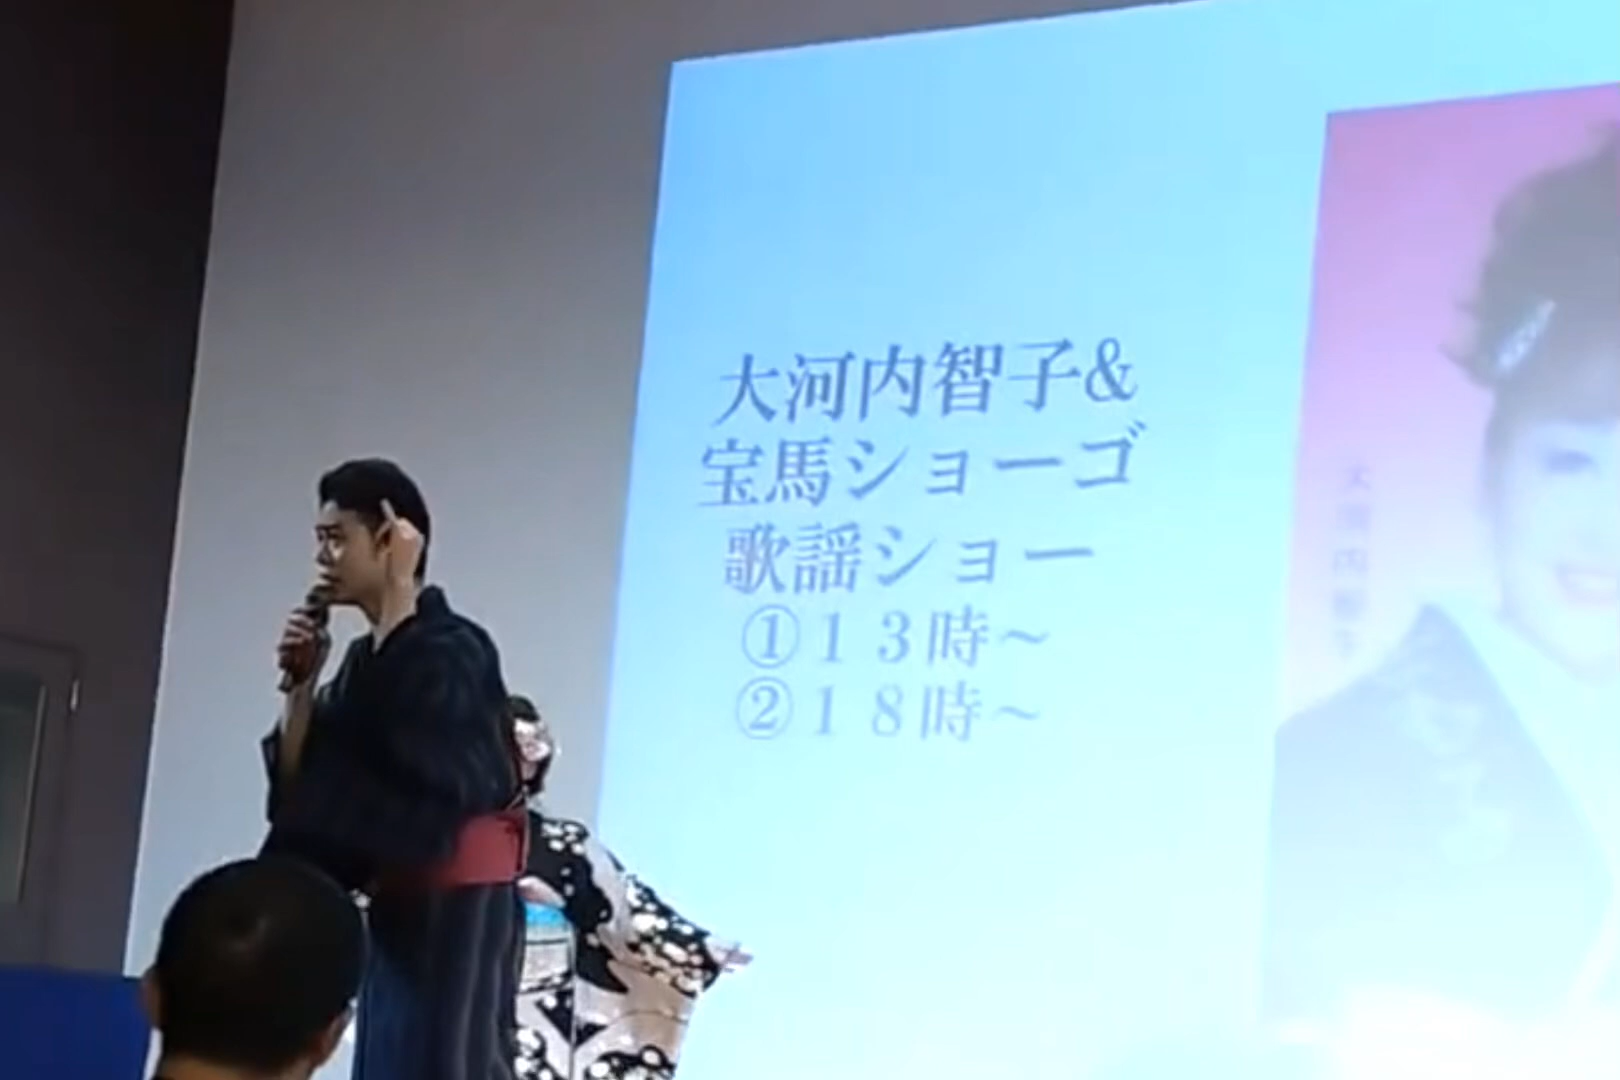 大河内智子&
宝馬ショーゴ
歌謡ショー
①１３時～
②１８時～